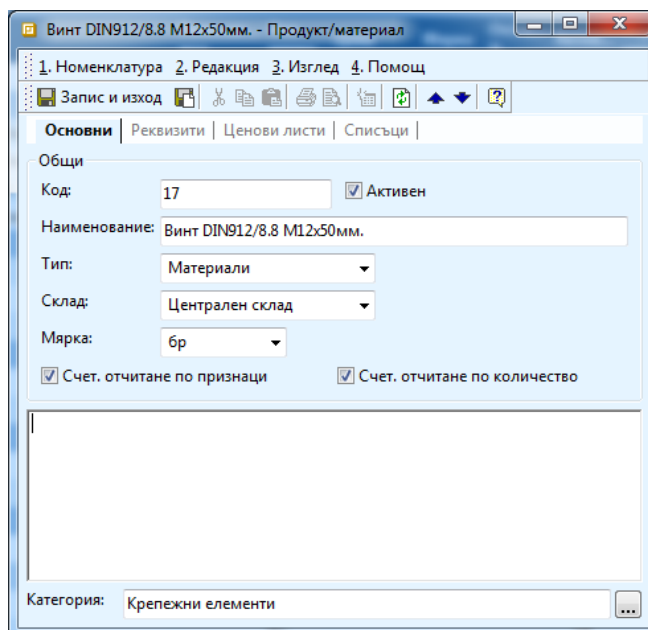 Винт DIN912/8.8 M12x50мм. - Продукт/материал
1. Номенклатура 2. Редакция 3. Изглед 4. Помощ
Запис и изход
Основни | Реквизити | Ценови листи | Списъци |
Общи
Код: 17 Активен
Наименование: Винт DIN912/8.8 M12x50мм.
Тип: Материали
Склад: Централен склад
Мярка: бр
Счет. отчитане по признаци Счет. отчитане по количество
Категория: Крепежни елементи ...